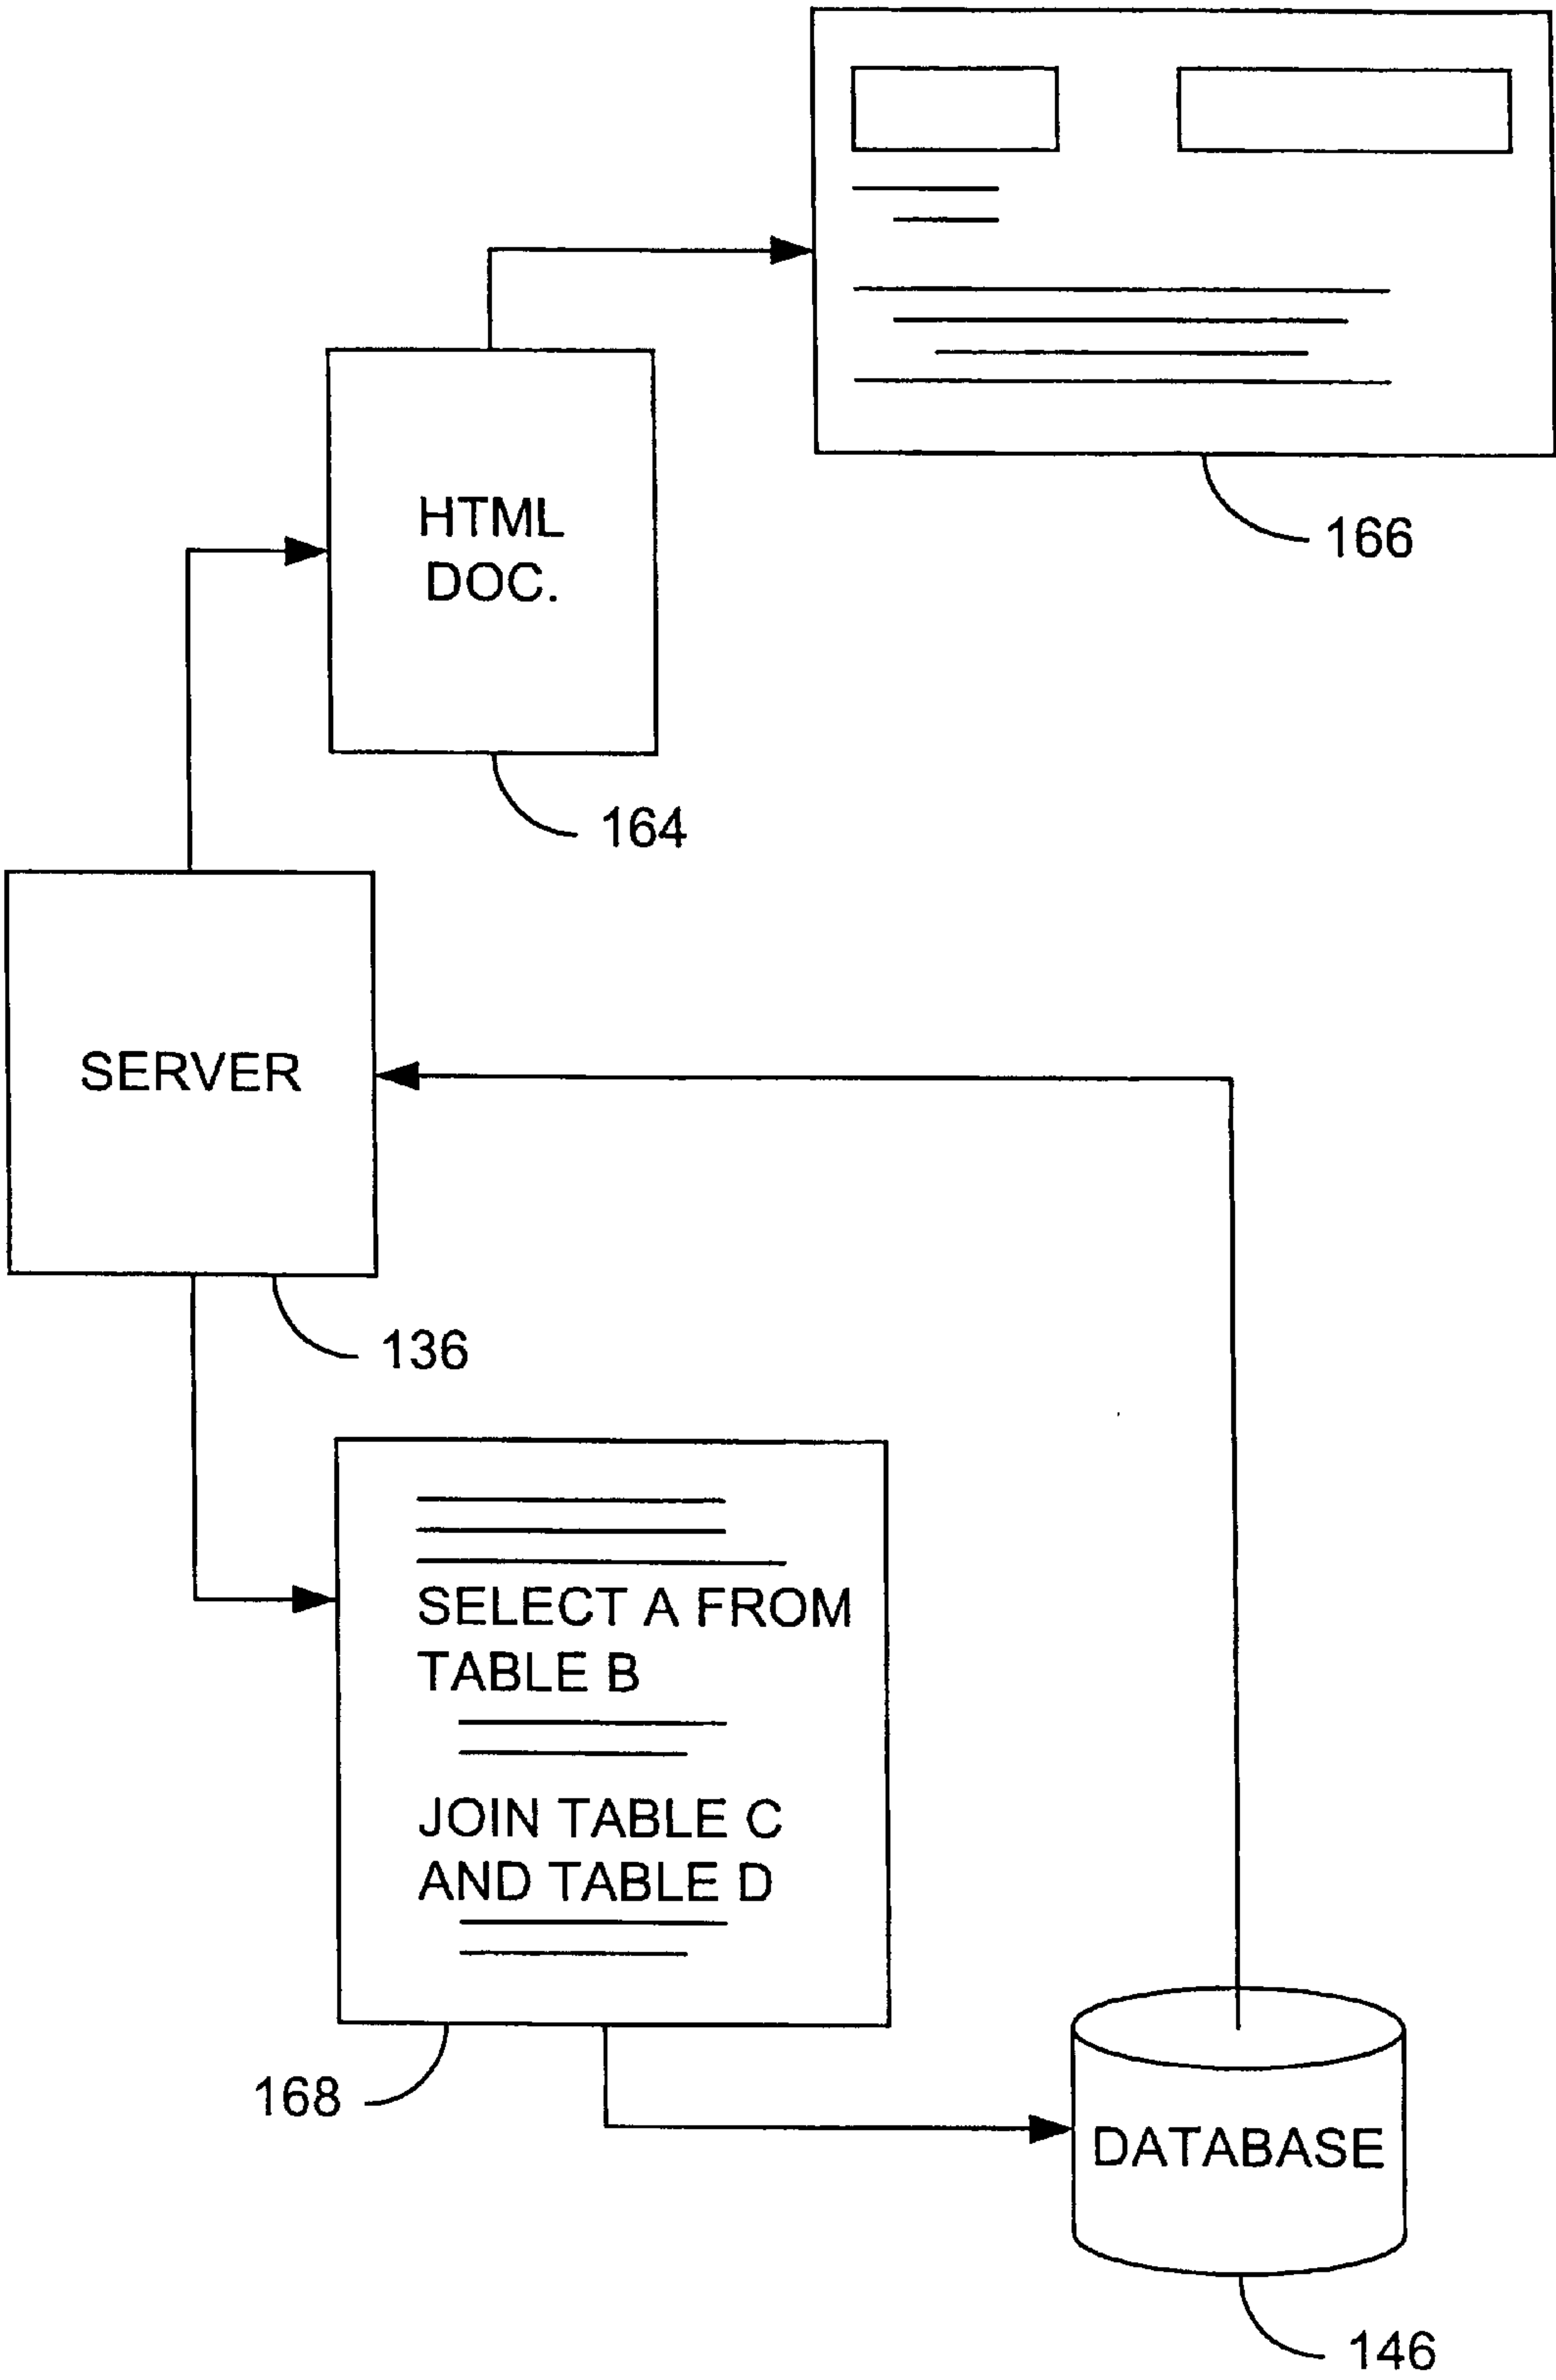 166
HTML
DOC.
164
SERVER
136
SELECT A FROM
TABLE B
JOIN TABLE C
AND TABLE D
168
DATABASE
146